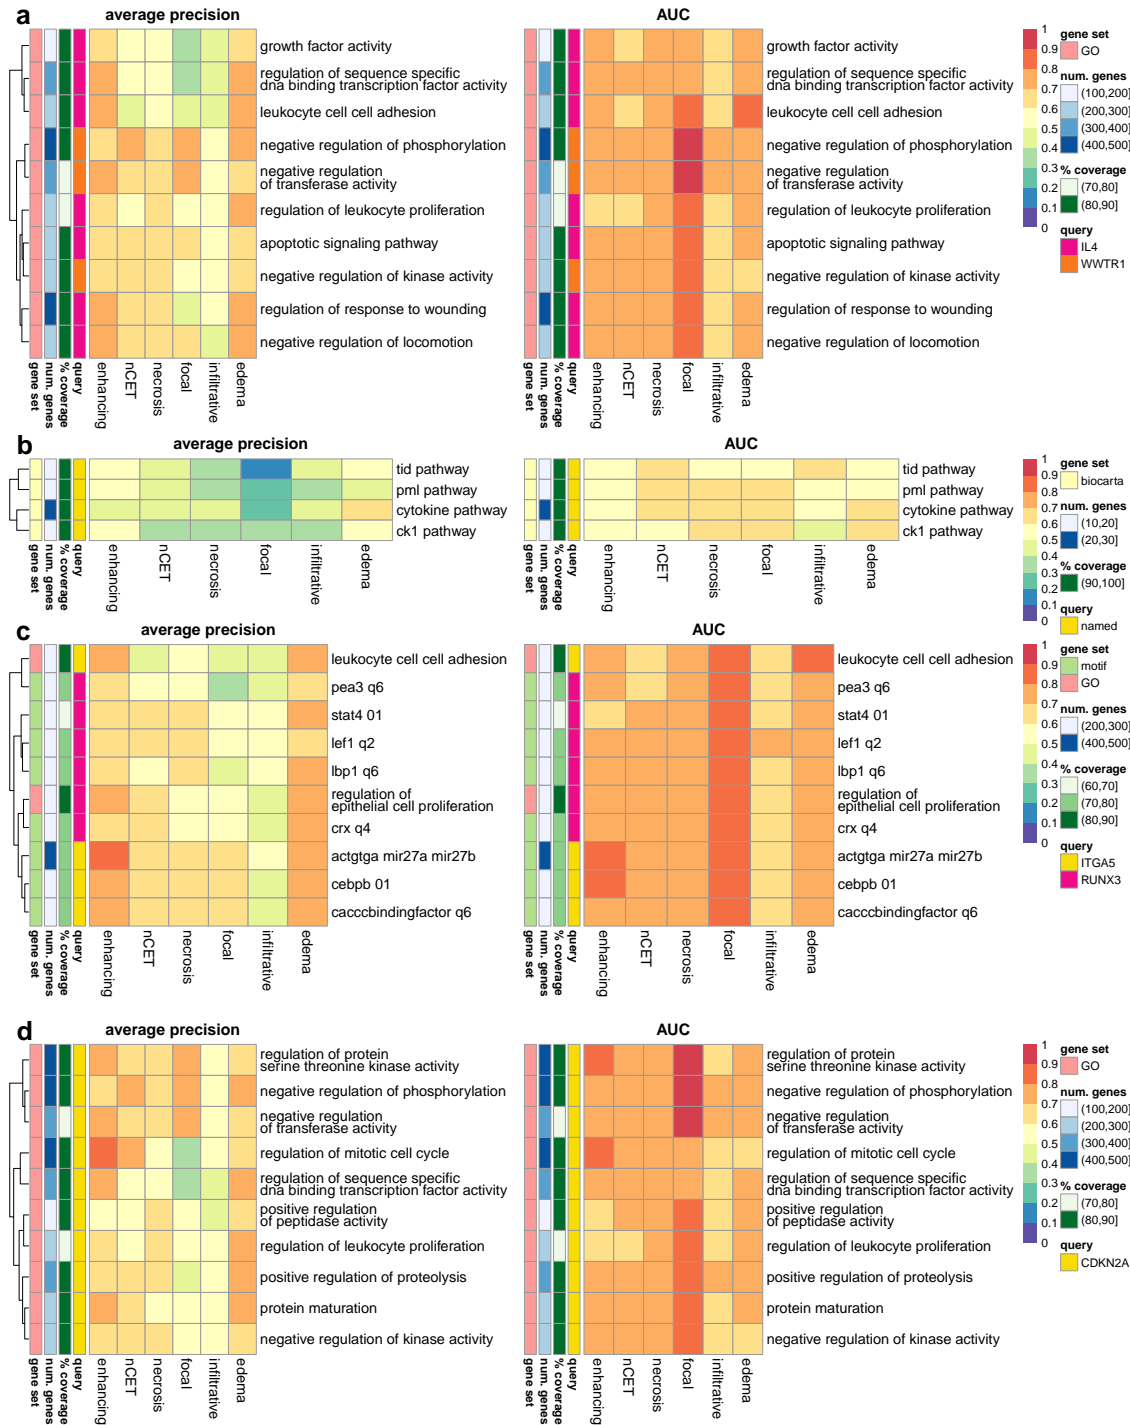 a
average precision
AUC
growth factor activity
regulation of sequence specific
dna binding transcription factor activity
leukocyte cell cell adhesion
negative regulation of phosphorylation
negative regulation
of transferase activity
regulation of leukocyte proliferation
apoptotic signaling pathway
negative regulation of kinase activity
regulation of response to wounding
negative regulation of locomotion
gene set
num. genes
% coverage
query
enhancing
nCET
necrosis
focal
infiltrative
edema
growth factor activity
regulation of sequence specific
dna binding transcription factor activity
leukocyte cell cell adhesion
negative regulation of phosphorylation
negative regulation
of transferase activity
regulation of leukocyte proliferation
apoptotic signaling pathway
negative regulation of kinase activity
regulation of response to wounding
negative regulation of locomotion
gene set
num. genes
% coverage
query
enhancing
nCET
necrosis
focal
infiltrative
edema
1
0.9
0.8
0.7
0.6
0.5
0.4
0.3
0.2
0.1
0
gene set
GO
num. genes
(100,200]
(200,300]
(300,400]
(400,500]
% coverage
(70,80]
(80,90]
query
IL4
WWTR1
b
average precision
AUC
tid pathway
pml pathway
cytokine pathway
ck1 pathway
gene set
num. genes
% coverage
query
enhancing
nCET
necrosis
focal
infiltrative
edema
tid pathway
pml pathway
cytokine pathway
ck1 pathway
gene set
num. genes
% coverage
query
enhancing
nCET
necrosis
focal
infiltrative
edema
1
0.9
0.8
0.7
0.6
0.5
0.4
0.3
0.2
0.1
0
gene set
biocarta
num. genes
(10,20]
(20,30]
% coverage
(90,100]
query
named
c
average precision
AUC
leukocyte cell cell adhesion
pea3 q6
stat4 01
lef1 q2
lbp1 q6
regulation of
epithelial cell proliferation
crx q4
actgtga mir27a mir27b
cebpb 01
cacccbindingfactor q6
gene set
num. genes
% coverage
query
enhancing
nCET
necrosis
focal
infiltrative
edema
leukocyte cell cell adhesion
pea3 q6
stat4 01
lef1 q2
lbp1 q6
regulation of
epithelial cell proliferation
crx q4
actgtga mir27a mir27b
cebpb 01
cacccbindingfactor q6
gene set
num. genes
% coverage
query
enhancing
nCET
necrosis
focal
infiltrative
edema
1
0.9
0.8
0.7
0.6
0.5
0.4
0.3
0.2
0.1
0
gene set
motif
GO
num. genes
(200,300]
(400,500]
% coverage
(60,70]
(70,80]
(80,90]
query
ITGA5
RUNX3
d
average precision
AUC
regulation of protein
serine threonine kinase activity
negative regulation of phosphorylation
negative regulation
of transferase activity
regulation of mitotic cell cycle
regulation of sequence specific
dna binding transcription factor activity
positive regulation
of peptidase activity
regulation of leukocyte proliferation
positive regulation of proteolysis
protein maturation
negative regulation of kinase activity
gene set
num. genes
% coverage
query
enhancing
nCET
necrosis
focal
infiltrative
edema
regulation of protein
serine threonine kinase activity
negative regulation of phosphorylation
negative regulation
of transferase activity
regulation of mitotic cell cycle
regulation of sequence specific
dna binding transcription factor activity
positive regulation
of peptidase activity
regulation of leukocyte proliferation
positive regulation of proteolysis
protein maturation
negative regulation of kinase activity
gene set
num. genes
% coverage
query
enhancing
nCET
necrosis
focal
infiltrative
edema
1
0.9
0.8
0.7
0.6
0.5
0.4
0.3
0.2
0.1
0
gene set
GO
num. genes
(100,200]
(200,300]
(300,400]
(400,500]
% coverage
(70,80]
(80,90]
query
CDKN2A